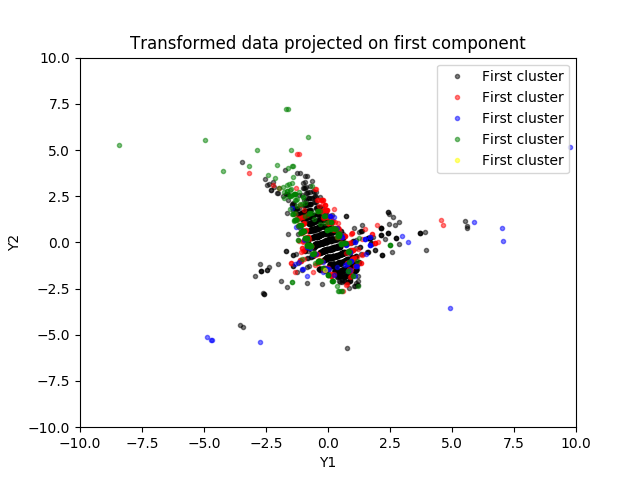 Transformed data projected on first component
First cluster
First cluster
First cluster
First cluster
First cluster
10.0
7.5
5.0
2.5
0.0
−2.5
−5.0
−7.5
−10.0
Y2
−10.0 −7.5 −5.0 −2.5 0.0 2.5 5.0 7.5 10.0
Y1